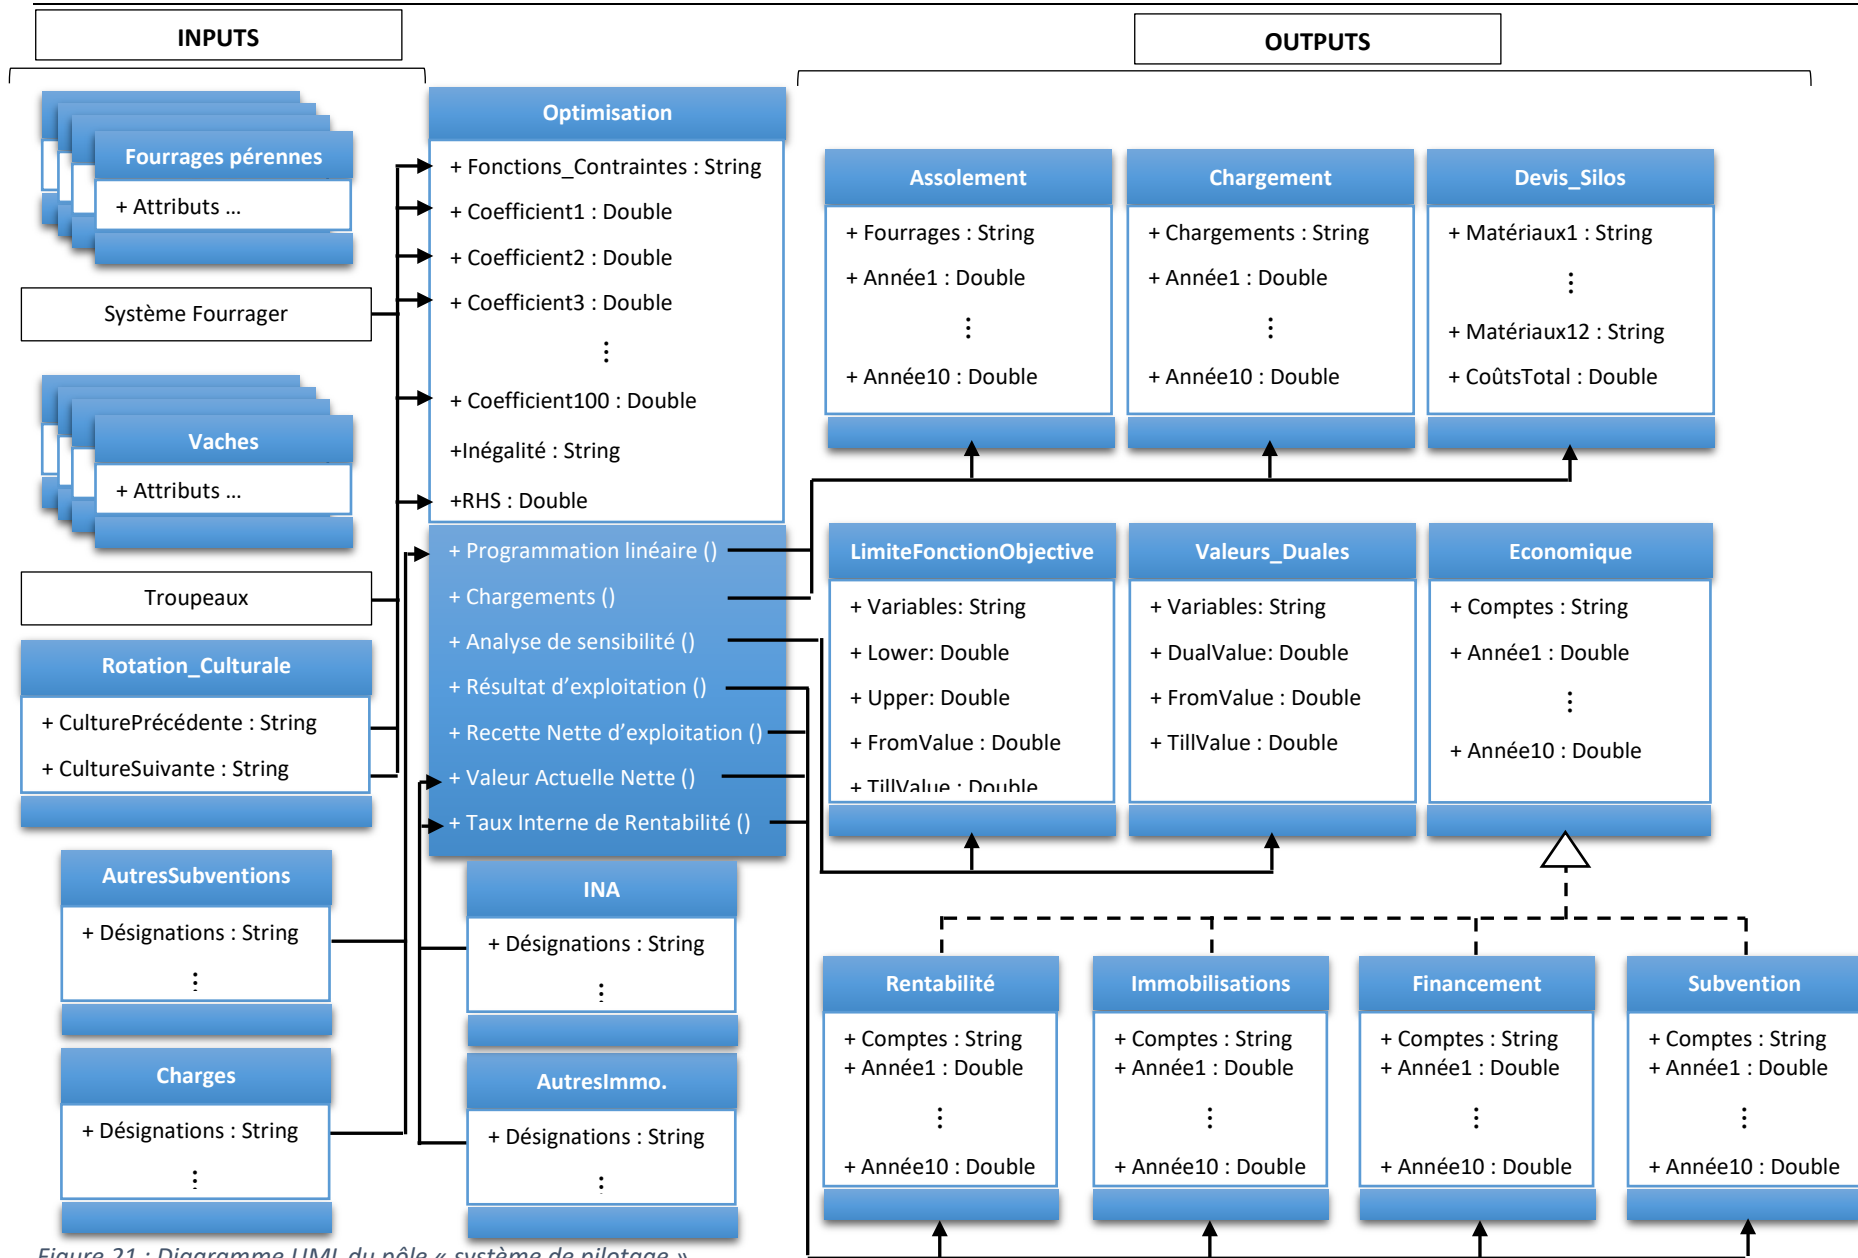 INPUTS
OUTPUTS
Fourrages pérennes
+ Attributs ...
Système Fourrager
Vaches
+ Attributs ...
Troupeaux
Rotation_Culturale
+ CulturePrécédente : String
+ CultureSuivante : String
AutresSubventions
+ Désignations : String
⋮
Charges
+ Désignations : String
⋮
Optimisation
+ Fonctions_Contraintes : String
+ Coefficient1 : Double
+ Coefficient2 : Double
+ Coefficient3 : Double
⋮
+ Coefficient100 : Double
+Inégalité : String
+RHS : Double
+ Programmation linéaire ()
+ Chargements ()
+ Analyse de sensibilité ()
+ Résultat d’exploitation ()
+ Recette Nette d’exploitation ()
+ Valeur Actuelle Nette ()
+ Taux Interne de Rentabilité ()
INA
+ Désignations : String
⋮
AutresImmo.
+ Désignations : String
⋮
Assolement
+ Fourrages : String
+ Année1 : Double
⋮
+ Année10 : Double
Chargement
+ Chargements : String
+ Année1 : Double
⋮
+ Année10 : Double
Devis_Silos
+ Matériaux1 : String
⋮
+ Matériaux12 : String
+ CoûtsTotal : Double
LimiteFonctionObjective
+ Variables: String
+ Lower: Double
+ Upper: Double
+ FromValue : Double
+ TillValue : Double
Valeurs_Duales
+ Variables: String
+ DualValue: Double
+ FromValue : Double
+ TillValue : Double
Economique
+ Comptes : String
+ Année1 : Double
⋮
+ Année10 : Double
Rentabilité
+ Comptes : String
+ Année1 : Double
⋮
+ Année10 : Double
Immobilisations
+ Comptes : String
+ Année1 : Double
⋮
+ Année10 : Double
Financement
+ Comptes : String
+ Année1 : Double
⋮
+ Année10 : Double
Subvention
+ Comptes : String
+ Année1 : Double
⋮
+ Année10 : Double
Figure 21 : Diagramme UML du pôle « système de pilotage »